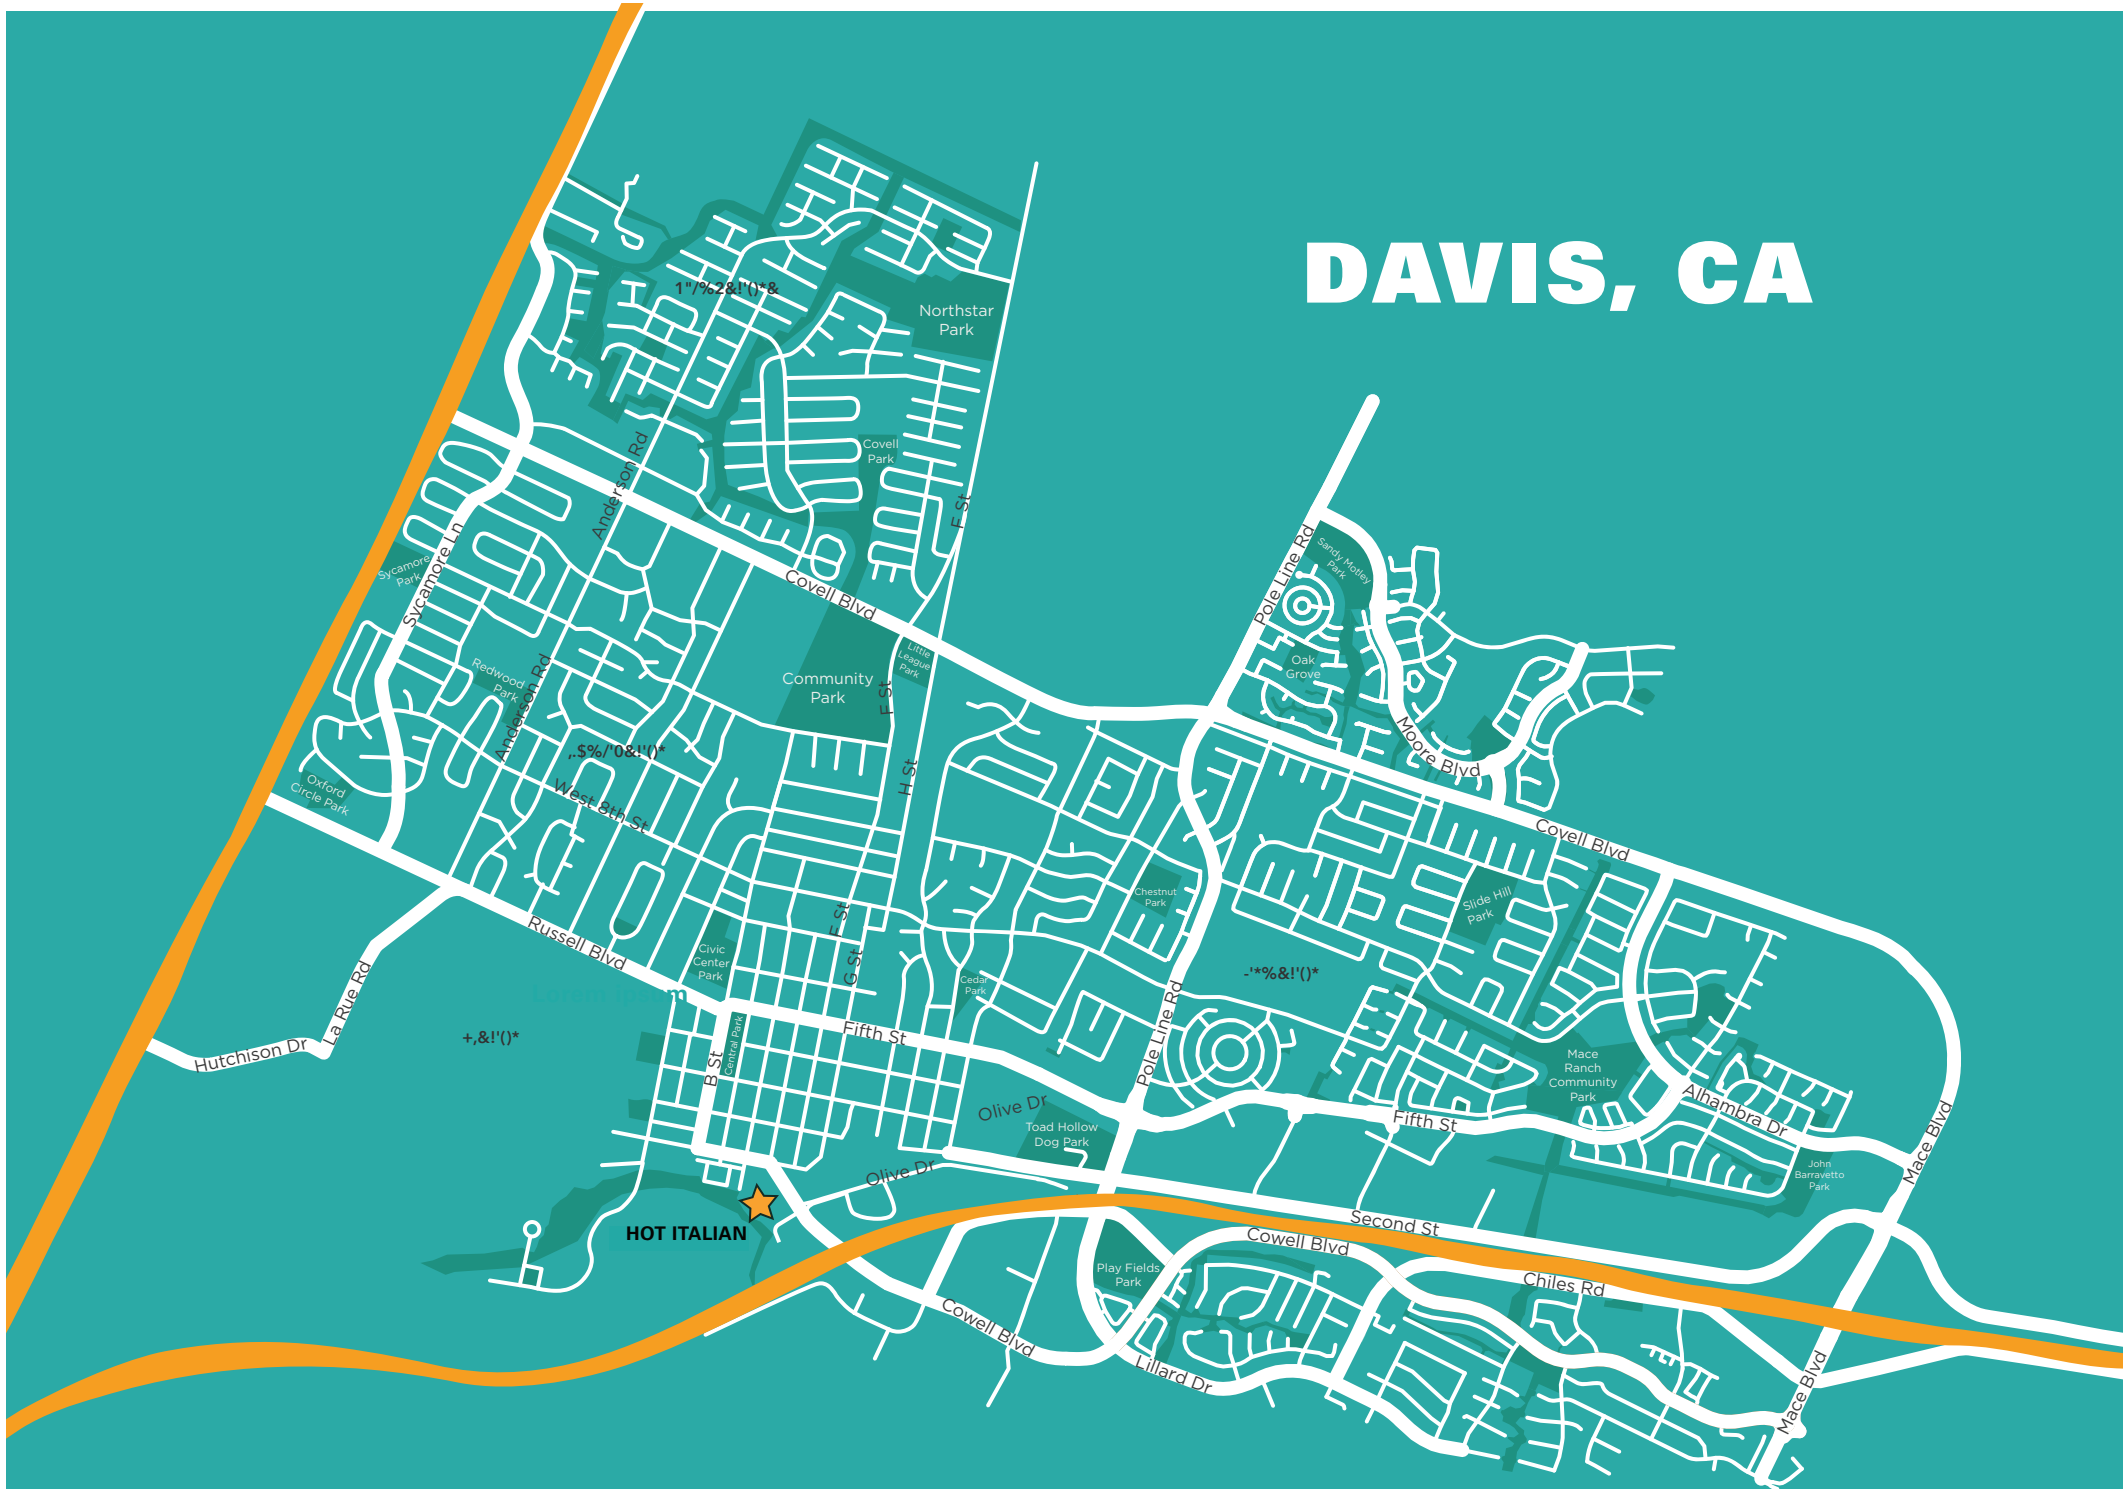 DAVIS, CA
1"/%2&!'()*&
Northstar
Park
Covell
Park
Anderson Rd
F St
Sycamore Ln
Sycamore
Park
Covell Blvd
Pole Line Rd
Sandy Motley
Park
Oak
Grove
Little
League
Park
Community
Park
F St
Redwood
Park
Anderson Rd
,.$%/'0&!'()*
Moore Blvd
H St
Oxford
Circle Park
West 8th St
Covell Blvd
Chestnut
Park
Slide Hill
Park
Russell Blvd
F St
G St
Civic
Center
Park
Cedar
Park
-'*%&!'()*
Lorem ipsum
La Rue Rd
Hutchison Dr
+,&!'()*
B St
Central Park
Fifth St
Pole Line Rd
Mace
Ranch
Community
Park
Olive Dr
Toad Hollow
Dog Park
Fifth St
Alhambra Dr
Mace Blvd
John
Barravetto
Park
Olive Dr
HOT ITALIAN
Second St
Cowell Blvd
Play Fields
Park
Chiles Rd
Cowell Blvd
Lillard Dr
Mace Blvd